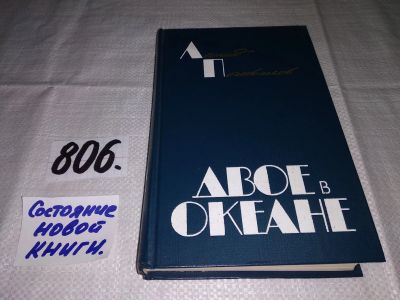 806.
Состояние
новой
книги.
ДВОЕ В
ОКЕАНЕ